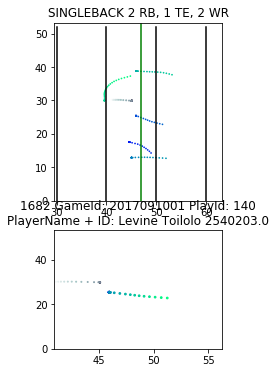 SINGLEBACK 2 RB, 1 TE, 2 WR
50
40
30
20
10
0
30 40 50 60
1682 GameId: 2017091001 PlayId: 140
PlayerName + ID: Levine Toilolo 2540203.0
40
20
0
45 50 55